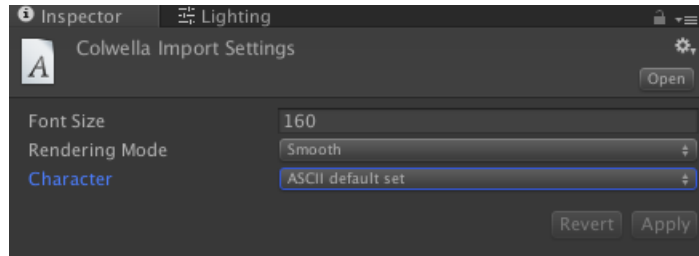 Inspector Lighting
A Colwella Import Settings
Open
Font Size 160
Rendering Mode Smooth
Character ASCII default set
Revert Apply